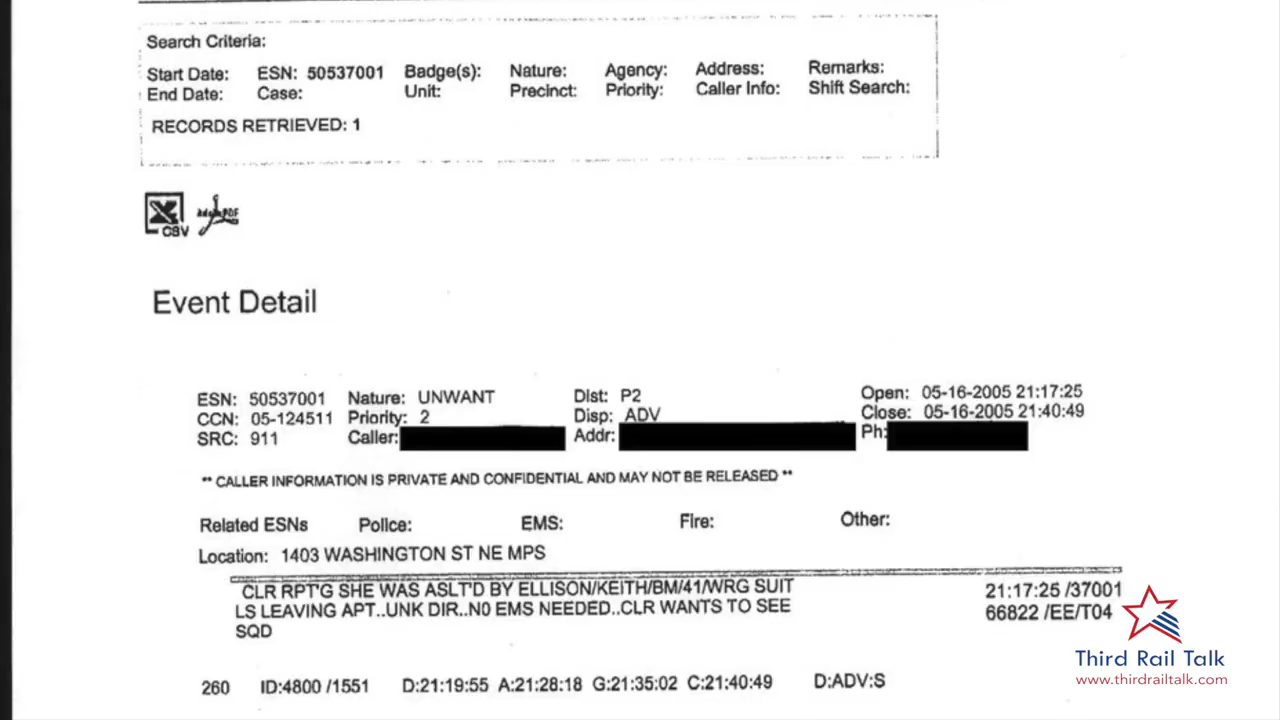 Search Criteria:
Start Date: ESN: 50537001 Badge(s): Nature: Agency: Address: Remarks:
End Date: Case: Unit: Precinct: Priority: Caller Info: Shift Search:
RECORDS RETRIEVED: 1
CSV Adobe PDF
Event Detail
ESN: 50537001 Nature: UNWANT Dist: P2 Open: 05-16-2005 21:17:25
CCN: 05-124511 Priority: 2 Disp: ADV Close: 05-16-2005 21:40:49
SRC: 911 Caller: Addr: Ph:
** CALLER INFORMATION IS PRIVATE AND CONFIDENTIAL AND MAY NOT BE RELEASED **
Related ESNs Police: EMS: Fire: Other:
Location: 1403 WASHINGTON ST NE MPS
CLR RPT'G SHE WAS ASLT'D BY ELLISON/KEITH/BM/41/WRG SUIT 21:17:25 /37001
LS LEAVING APT..UNK DIR..N0 EMS NEEDED..CLR WANTS TO SEE 66822 /EE/T04
SQD
260 ID:4800 /1551 D:21:19:55 A:21:28:18 G:21:35:02 C:21:40:49 D:ADV:S
Third Rail Talk
www.thirdrailtalk.com